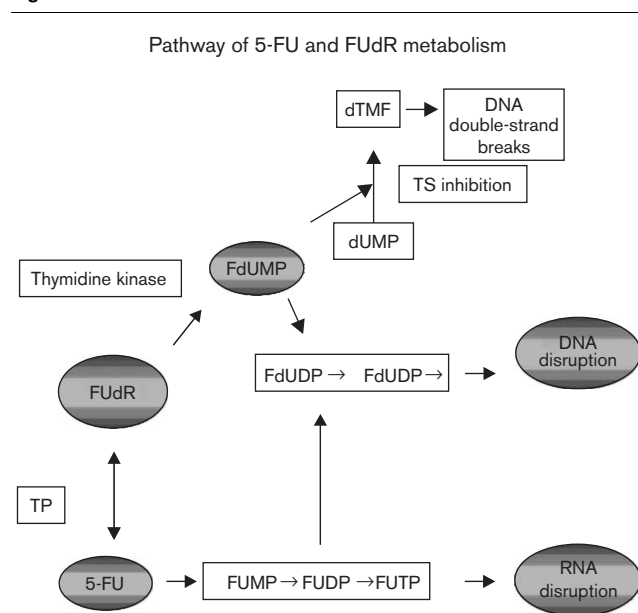 Pathway of 5-FU and FUdR metabolism
dTMF →
DNA
double-strand
breaks
TS inhibition
dUMP
FdUMP
Thymidine kinase
FdUDP → FdUDP →
DNA
disruption
FUdR
TP
5-FU
FUMP → FUDP → FUTP
RNA
disruption